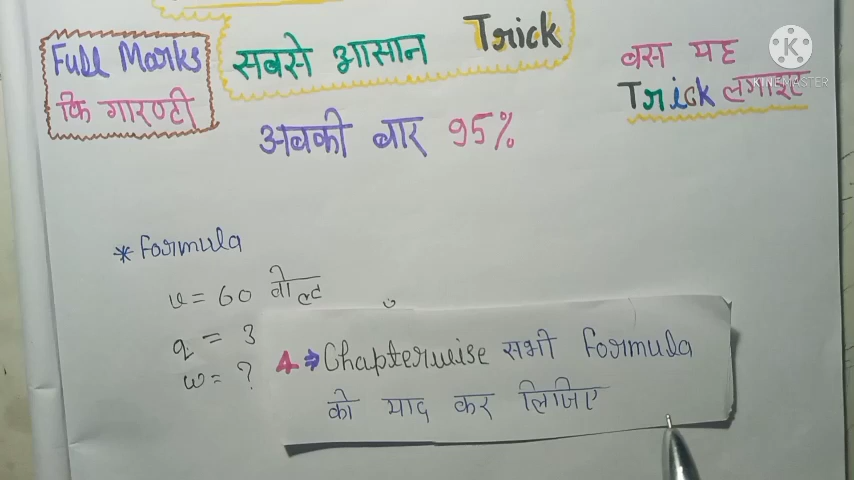 Full Marks
कि गारण्टी
सबसे आसान Trick
बस यह
Trick लगाइए
KINEMASTER
अबकी बार 95%
* Formula
v = 60 वोल्ट
q = 3
w = ?
4 ⇒ Chapterwise सभी Formula
को याद कर लिजिए